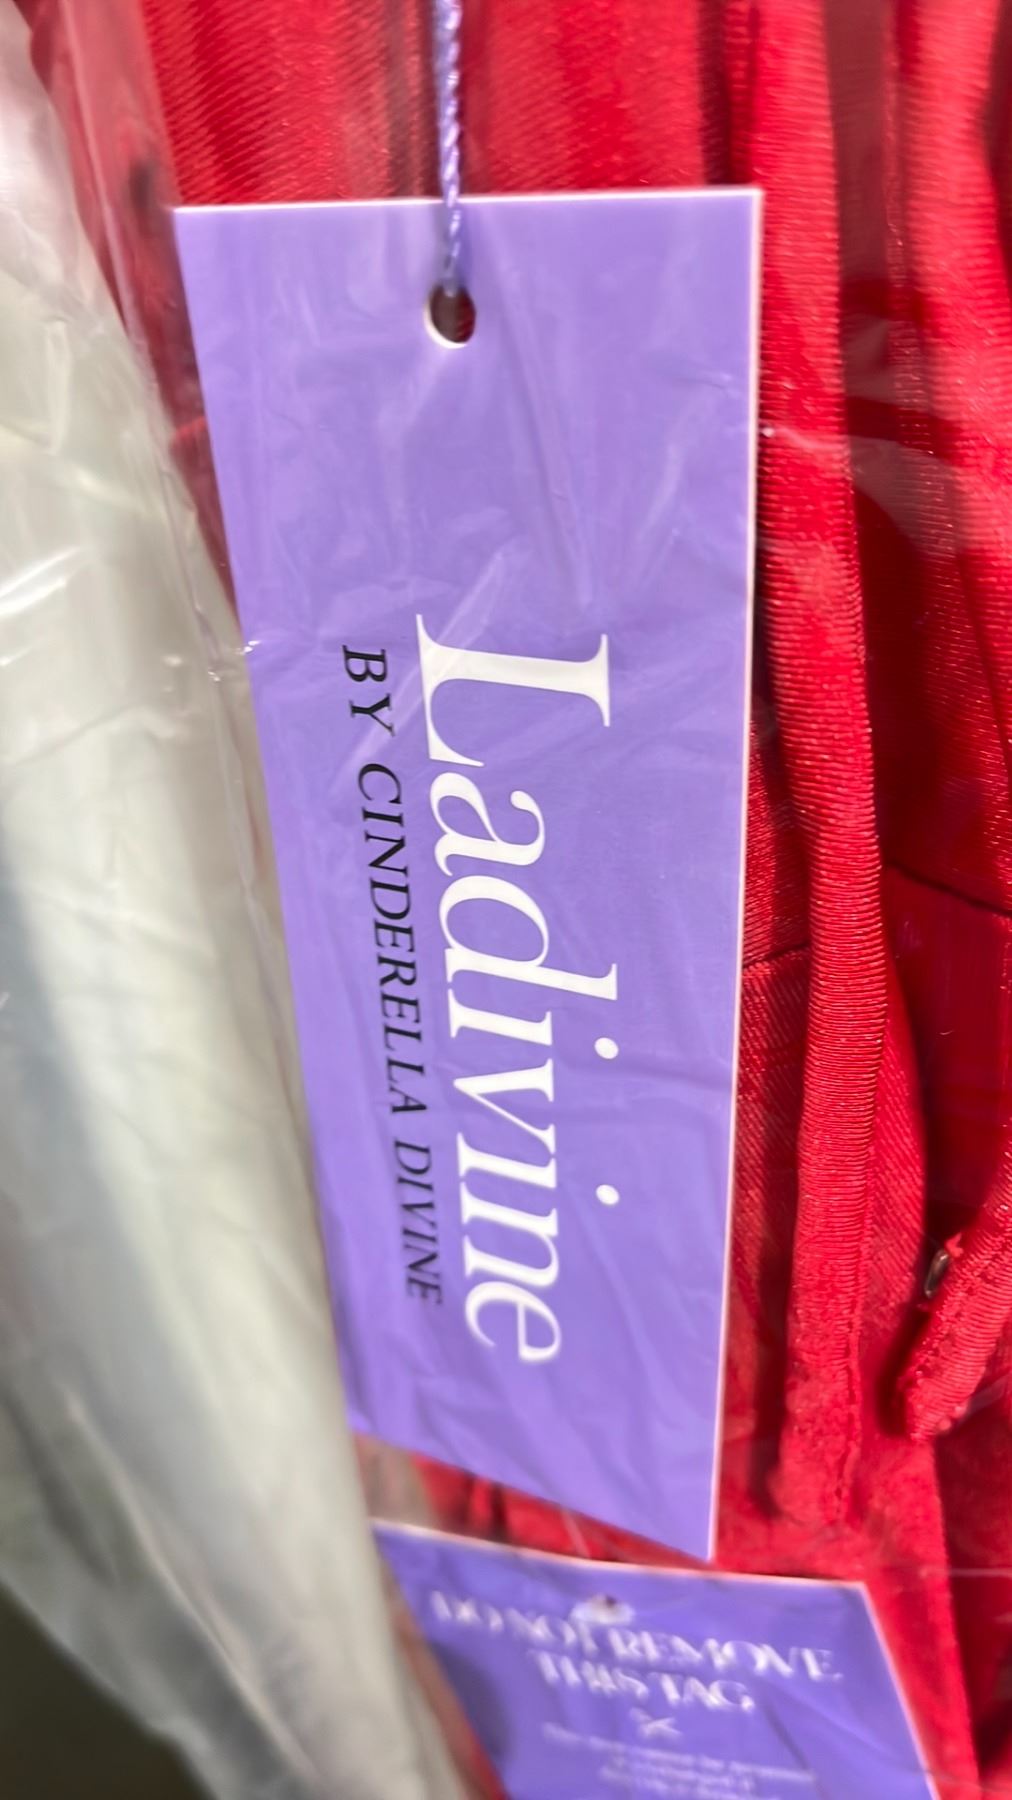 Ladivine
BY CINDERELLA DIVINE
DO NOT REMOVE
THIS TAG